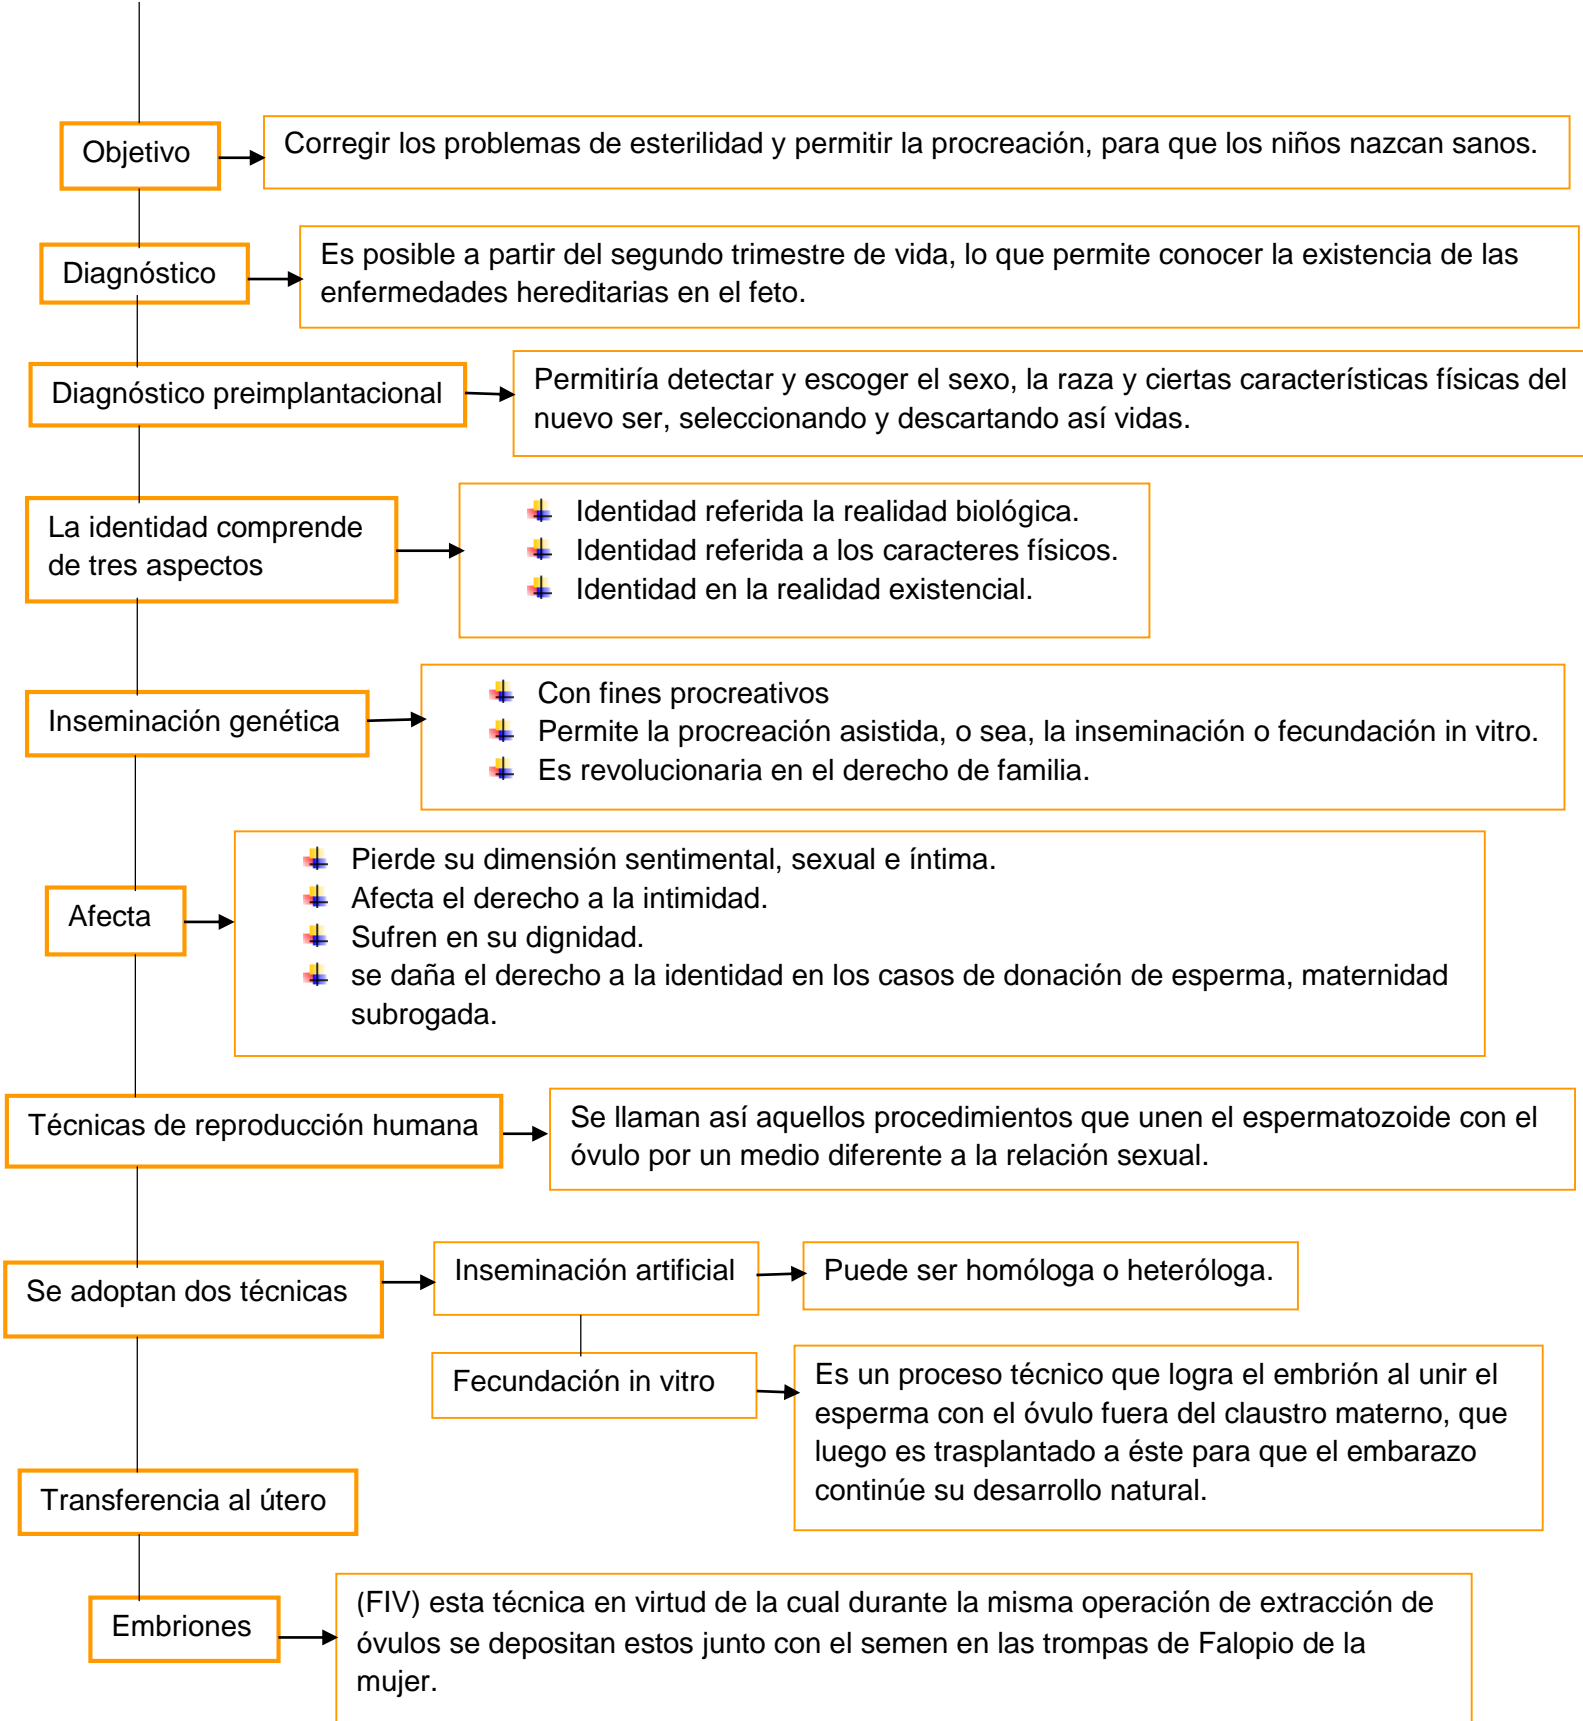 Objetivo
Corregir los problemas de esterilidad y permitir la procreación, para que los niños nazcan sanos.
Diagnóstico
Es posible a partir del segundo trimestre de vida, lo que permite conocer la existencia de las
enfermedades hereditarias en el feto.
Diagnóstico preimplantacional
Permitiría detectar y escoger el sexo, la raza y ciertas características físicas del
nuevo ser, seleccionando y descartando así vidas.
La identidad comprende
de tres aspectos
Identidad referida la realidad biológica.
Identidad referida a los caracteres físicos.
Identidad en la realidad existencial.
Inseminación genética
Con fines procreativos
Permite la procreación asistida, o sea, la inseminación o fecundación in vitro.
Es revolucionaria en el derecho de familia.
Afecta
Pierde su dimensión sentimental, sexual e íntima.
Afecta el derecho a la intimidad.
Sufren en su dignidad.
se daña el derecho a la identidad en los casos de donación de esperma, maternidad
subrogada.
Técnicas de reproducción humana
Se llaman así aquellos procedimientos que unen el espermatozoide con el
óvulo por un medio diferente a la relación sexual.
Se adoptan dos técnicas
Inseminación artificial
Puede ser homóloga o heteróloga.
Fecundación in vitro
Es un proceso técnico que logra el embrión al unir el
esperma con el óvulo fuera del claustro materno, que
luego es trasplantado a éste para que el embarazo
continúe su desarrollo natural.
Transferencia al útero
Embriones
(FIV) esta técnica en virtud de la cual durante la misma operación de extracción de
óvulos se depositan estos junto con el semen en las trompas de Falopio de la
mujer.